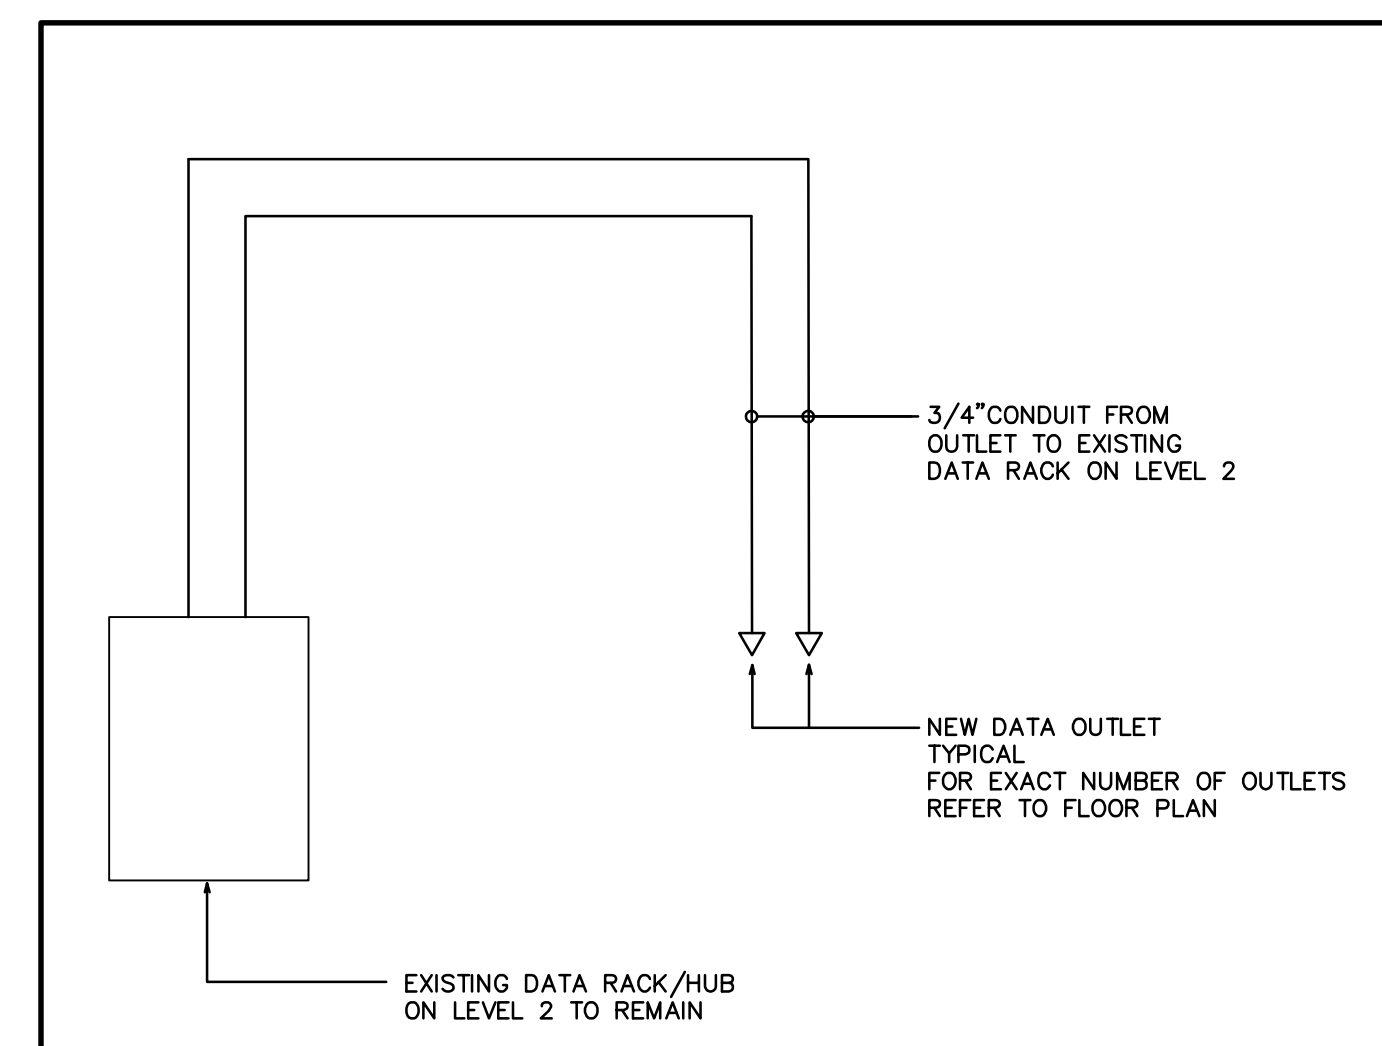 3/4"CONDUIT FROM
OUTLET TO EXISTING
DATA RACK ON LEVEL 2
NEW DATA OUTLET
TYPICAL
FOR EXACT NUMBER OF OUTLETS
REFER TO FLOOR PLAN
EXISTING DATA RACK/HUB
ON LEVEL 2 TO REMAIN